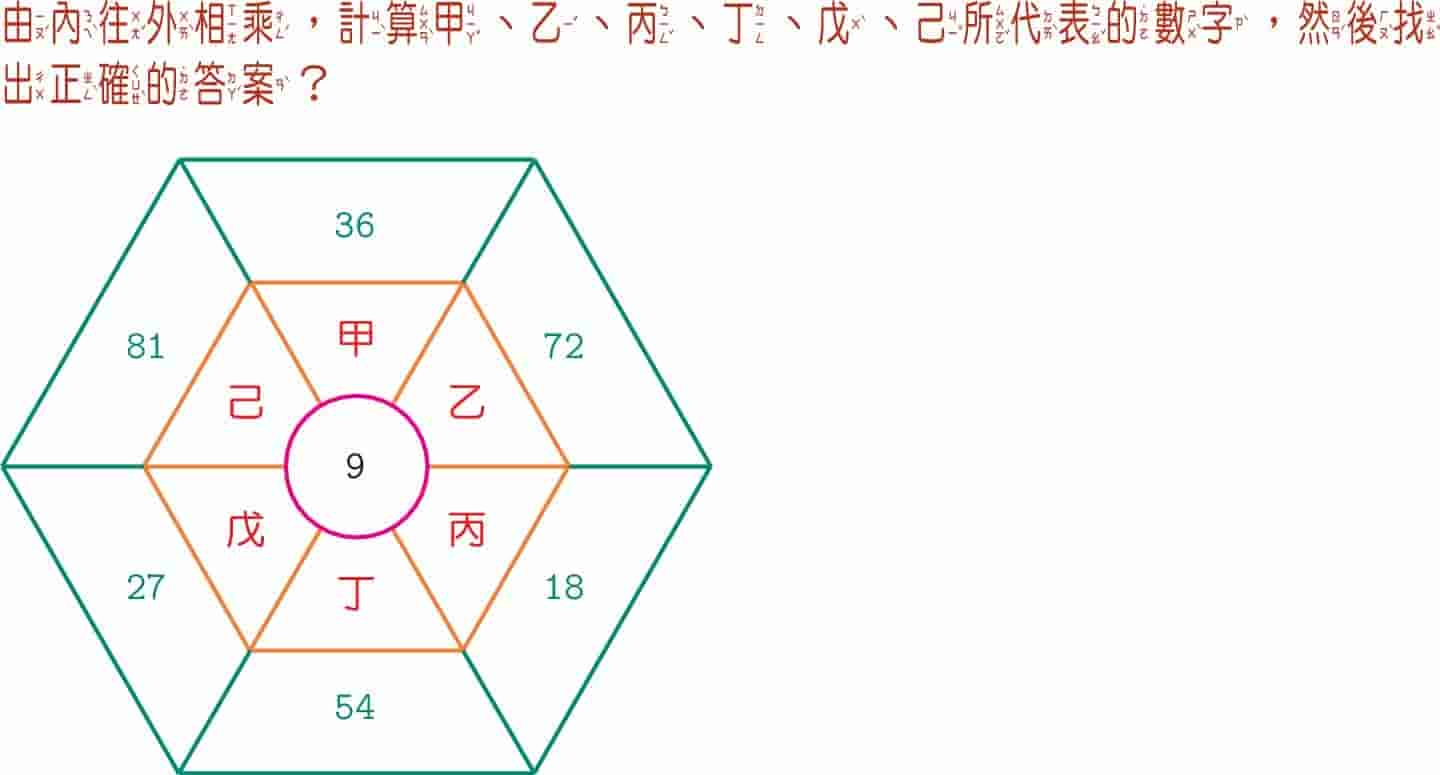 由內往外相乘，計算甲、乙、丙、丁、戊、己所代表的數字，然後找
出正確的答案？
36
81
72
甲
己
乙
9
戊
丙
丁
27
18
54